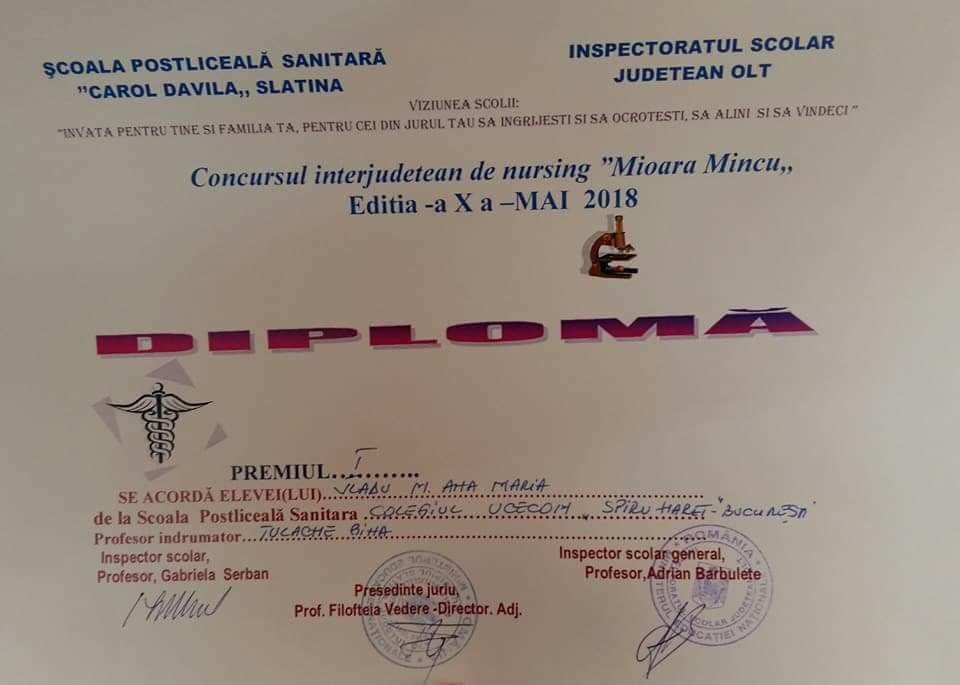 ŞCOALA POSTLICEALĂ SANITARĂ
”CAROL DAVILA,, SLATINA
INSPECTORATUL SCOLAR
JUDETEAN OLT
VIZIUNEA SCOLII:
”INVATA PENTRU TINE SI FAMILIA TA, PENTRU CEI DIN JURUL TAU SA INGRIJESTI SI SA OCROTESTI, SA ALINI SI SA VINDECI ”
Concursul interjudetean de nursing ”Mioara Mincu,,
Editia -a X a –MAI 2018
DIPLOMĂ
PREMIUL...I.......
SE ACORDĂ ELEVEI(LUI)...VLADU M. ANA MARIA
de la Scoala Postliceală Sanitara COLEGIUL UCECOM "SPIRU HARET" BUCUREȘTI
Profesor indrumator...TULACHE BIHA
Inspector scolar,
Profesor, Gabriela Serban
Presedinte juriu,
Prof. Filofteia Vedere -Director. Adj.
Inspector scolar general,
Profesor,Adrian Barbulete
ROMÂNIA